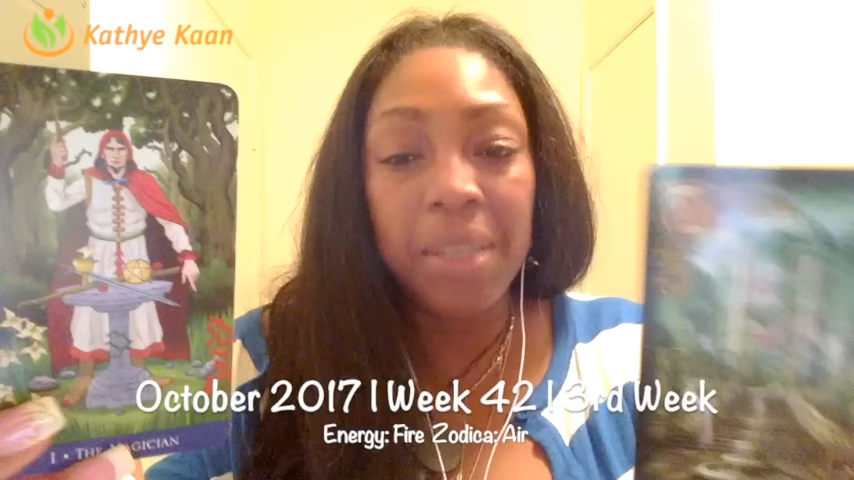 Kathye Kaan
October 2017 | Week 42 | 3rd Week
Energy: Fire Zodica: Air
I • THE MAGICIAN